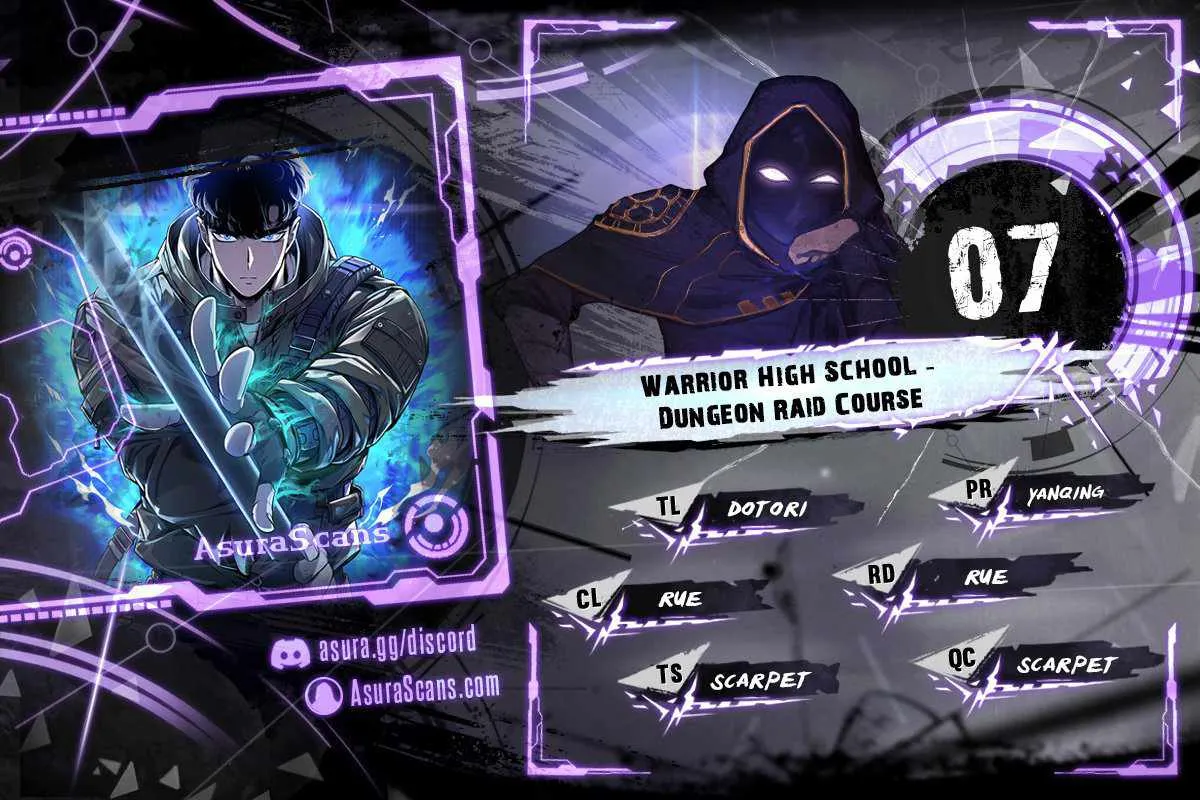 07
Warrior High School -
Dungeon Raid Course
TL DOTORI
PR YANQING
CL RUE
RD RUE
TS SCARPET
QC SCARPET
AsuraScans
asura.gg/discord
AsuraScans.com